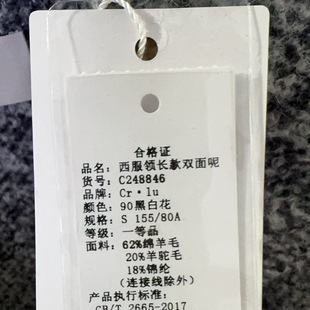 合格证
品名：西服领长款双面呢
货号：C248846
品牌：Cr·lu
颜色：90黑白花
规格：S 155/80A
等级：一等品
面料：62%绵羊毛
20%羊驼毛
18%锦纶
（连接线除外）
产品执行标准：
GB/T 2665-2017